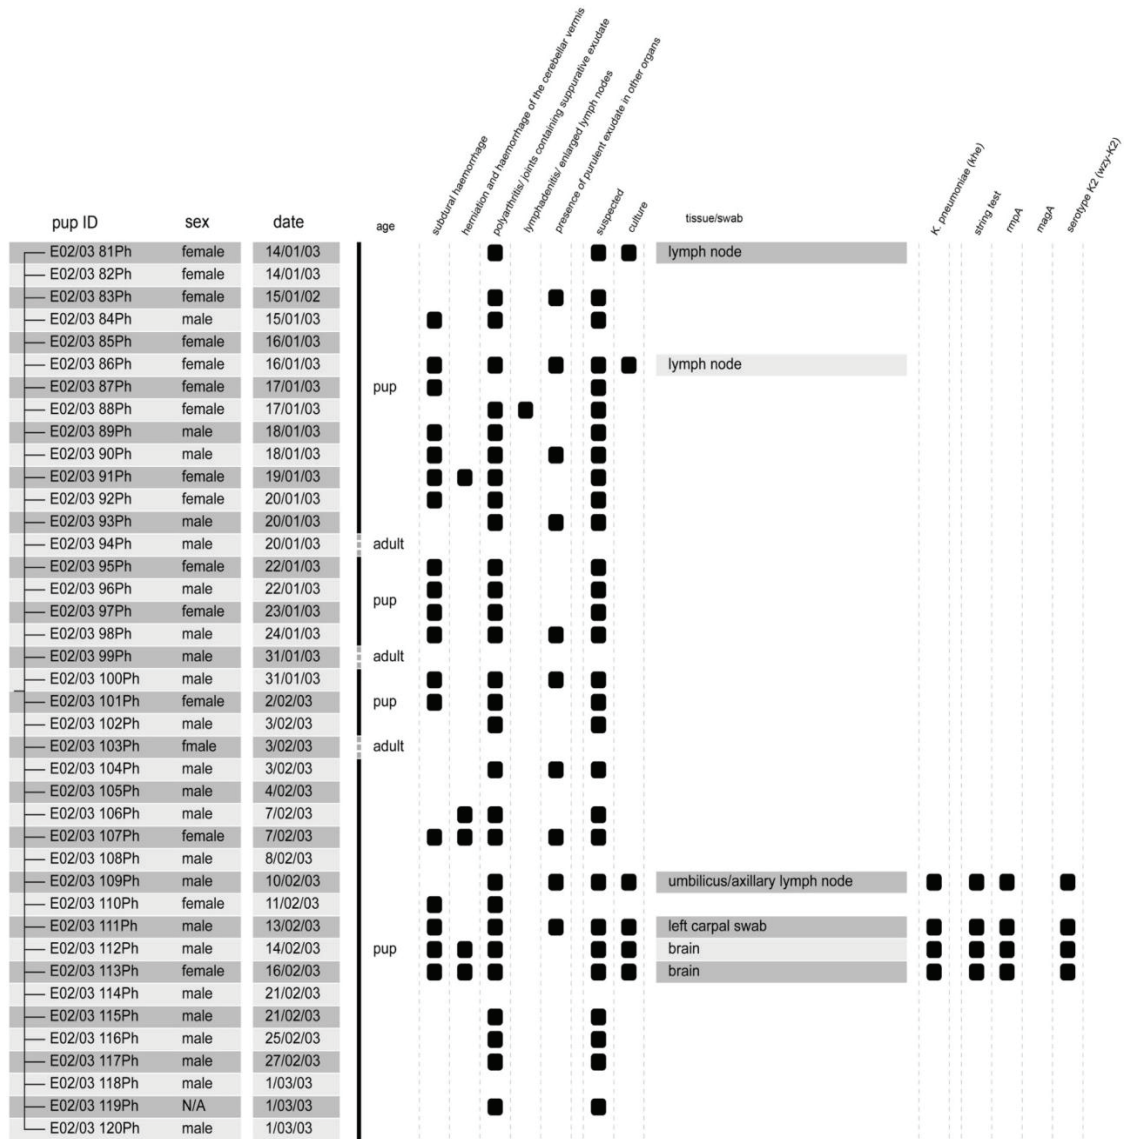 subdural haemorrhage
herniation and haemorrhage of the cerebellar vermis
polyarthritis/ joints containing suppurative exudate
lymphadenitis/ enlarged lymph nodes
presence of purulent exudate in other organs
suspected
culture
K. pneumoniae (khe)
string test
rmpA
magA
serotype K2 (wzy-K2)
pup ID sex date age tissue/swab
E02/03 81Ph female 14/01/03 lymph node
E02/03 82Ph female 14/01/03
E02/03 83Ph female 15/01/02
E02/03 84Ph male 15/01/03
E02/03 85Ph female 16/01/03
E02/03 86Ph female 16/01/03 lymph node
E02/03 87Ph female 17/01/03 pup
E02/03 88Ph female 17/01/03
E02/03 89Ph male 18/01/03
E02/03 90Ph male 18/01/03
E02/03 91Ph female 19/01/03
E02/03 92Ph female 20/01/03
E02/03 93Ph male 20/01/03
E02/03 94Ph male 20/01/03 adult
E02/03 95Ph female 22/01/03
E02/03 96Ph male 22/01/03
pup
E02/03 97Ph female 23/01/03
E02/03 98Ph male 24/01/03
E02/03 99Ph male 31/01/03 adult
E02/03 100Ph male 31/01/03
E02/03 101Ph female 2/02/03 pup
E02/03 102Ph male 3/02/03
E02/03 103Ph fmale 3/02/03 adult
E02/03 104Ph male 3/02/03
E02/03 105Ph male 4/02/03
E02/03 106Ph male 7/02/03
E02/03 107Ph female 7/02/03
E02/03 108Ph male 8/02/03
E02/03 109Ph male 10/02/03 umbilicus/axillary lymph node
E02/03 110Ph female 11/02/03
E02/03 111Ph male 13/02/03 left carpal swab
E02/03 112Ph male 14/02/03 pup brain
E02/03 113Ph female 16/02/03 brain
E02/03 114Ph male 21/02/03
E02/03 115Ph male 21/02/03
E02/03 116Ph male 25/02/03
E02/03 117Ph male 27/02/03
E02/03 118Ph male 1/03/03
E02/03 119Ph N/A 1/03/03
E02/03 120Ph male 1/03/03